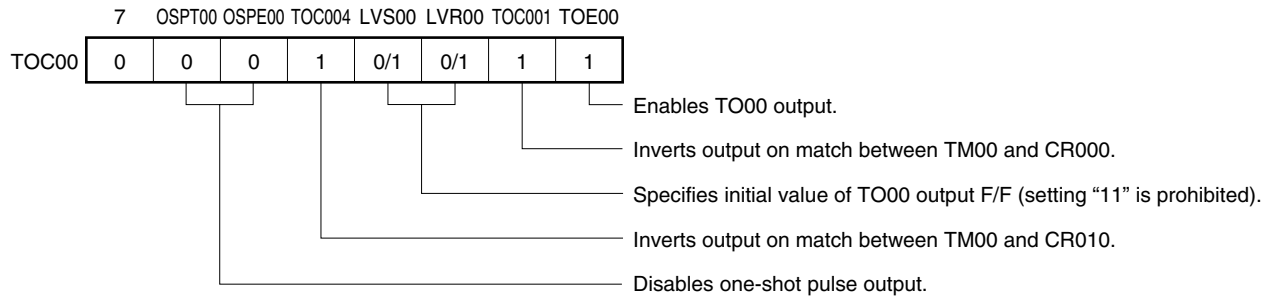 7 OSPT00 OSPE00 TOC004 LVS00 LVR00 TOC001 TOE00
TOC00 0 0 0 1 0/1 0/1 1 1
Enables TO00 output.
Inverts output on match between TM00 and CR000.
Specifies initial value of TO00 output F/F (setting “11” is prohibited).
Inverts output on match between TM00 and CR010.
Disables one-shot pulse output.